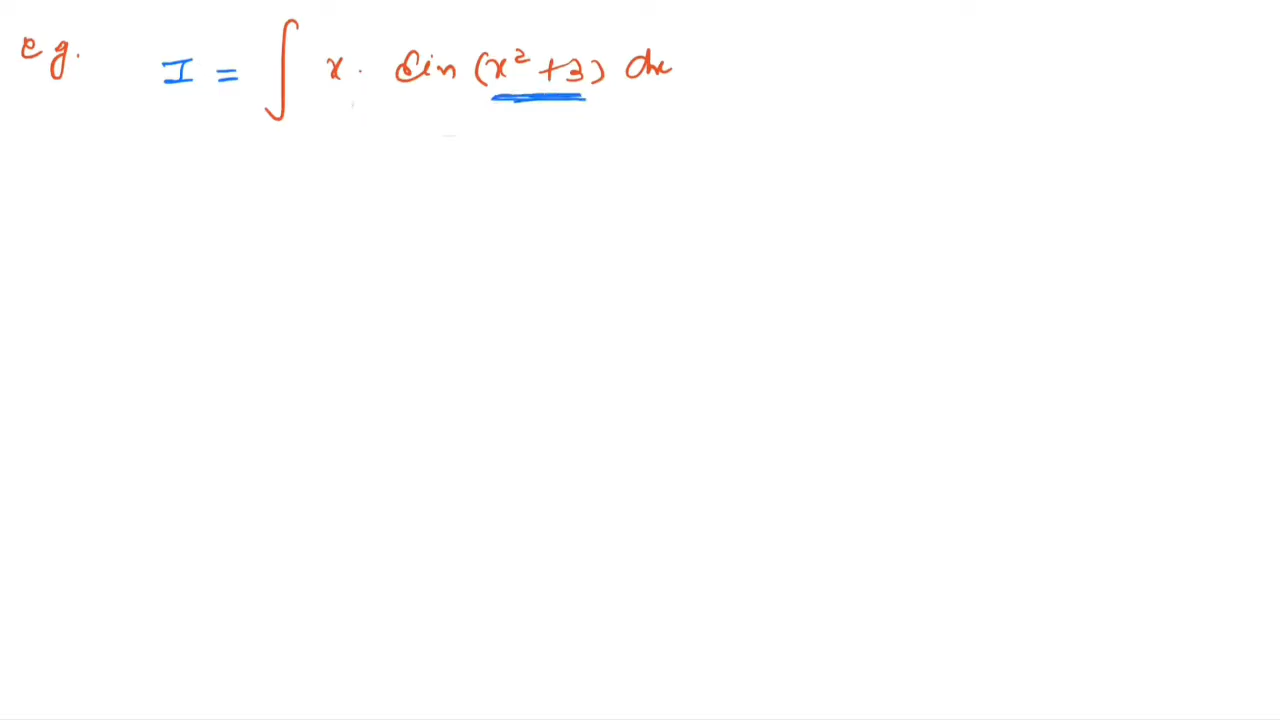 e.g. I = ∫ x · sin (x² + 3) dx